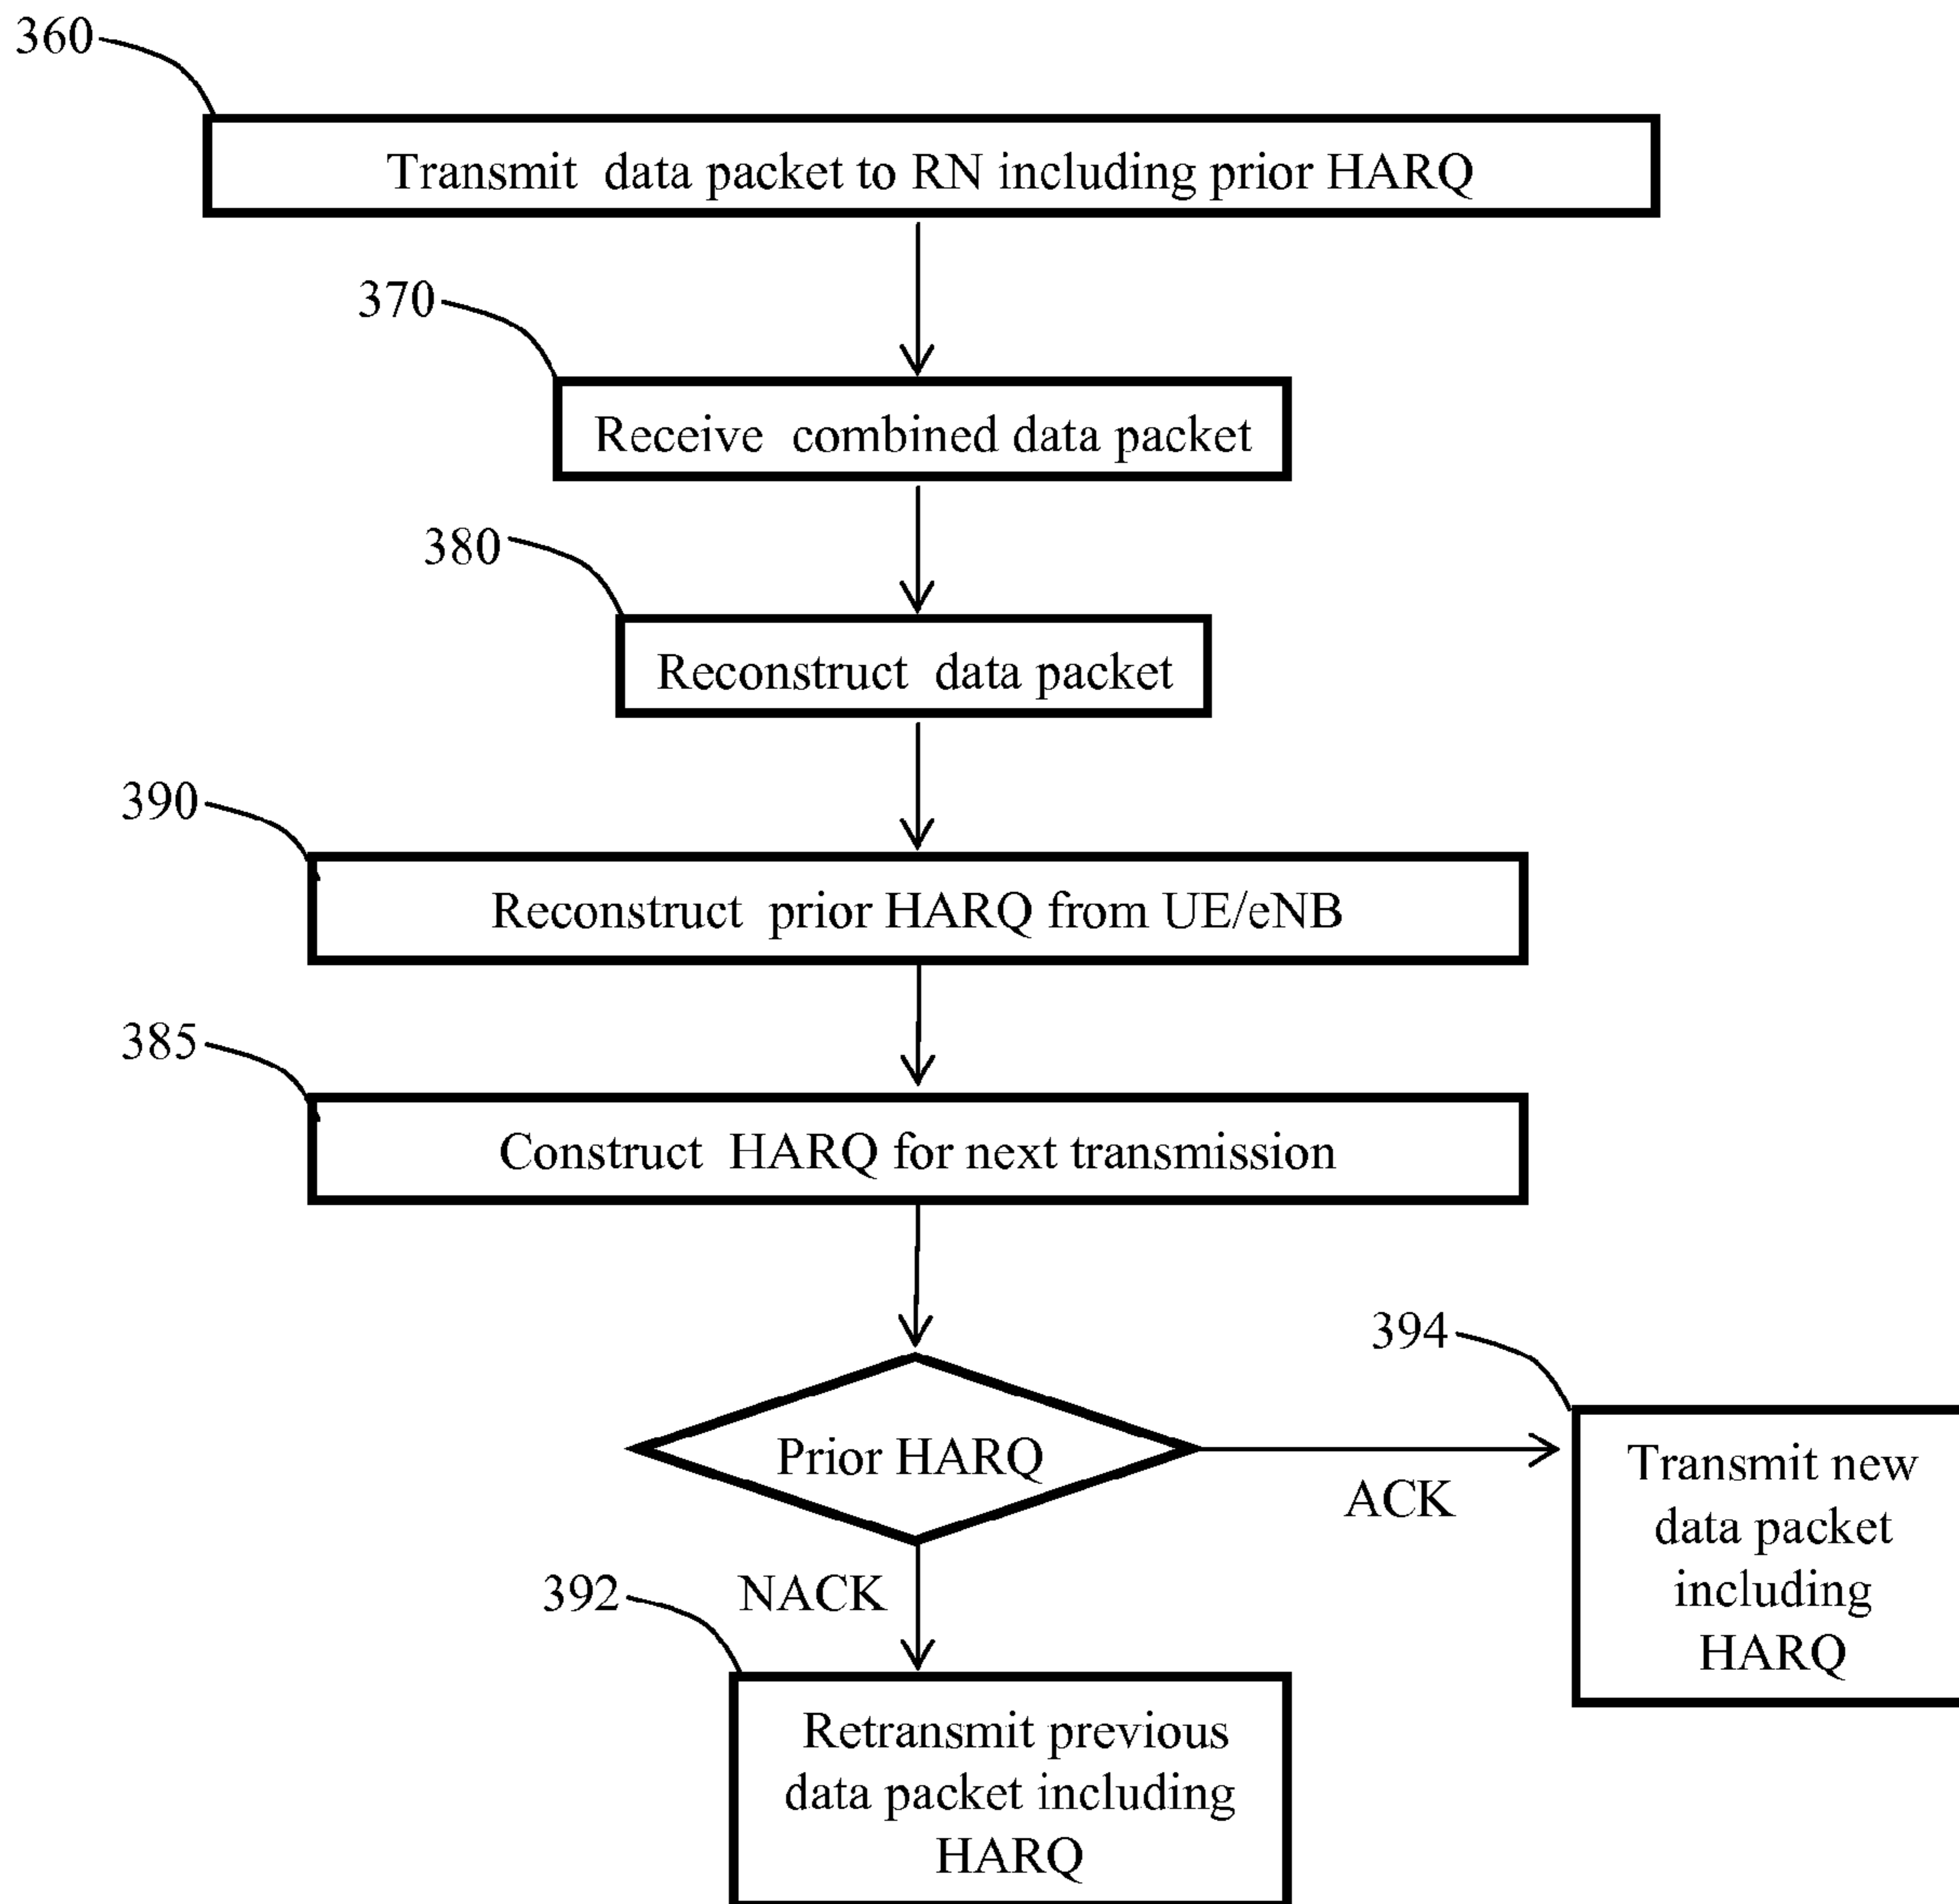 360
Transmit data packet to RN including prior HARQ
370
Receive combined data packet
380
Reconstruct data packet
390
Reconstruct prior HARQ from UE/eNB
385
Construct HARQ for next transmission
394
Prior HARQ
ACK
Transmit new
data packet
including
HARQ
392
NACK
Retransmit previous
data packet including
HARQ